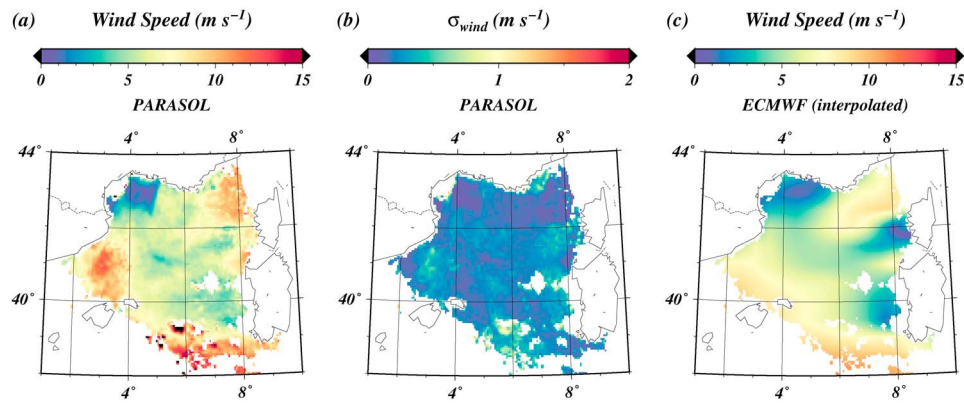 (a) Wind Speed (m s⁻¹)
0 5 10 15
PARASOL
4˚ 8˚
44˚
42˚
40˚
4˚ 8˚
(b) σwind (m s⁻¹)
0 1 2
PARASOL
4˚ 8˚
4˚ 8˚
(c) Wind Speed (m s⁻¹)
0 5 10 15
ECMWF (interpolated)
4˚ 8˚
44˚
42˚
40˚
4˚ 8˚